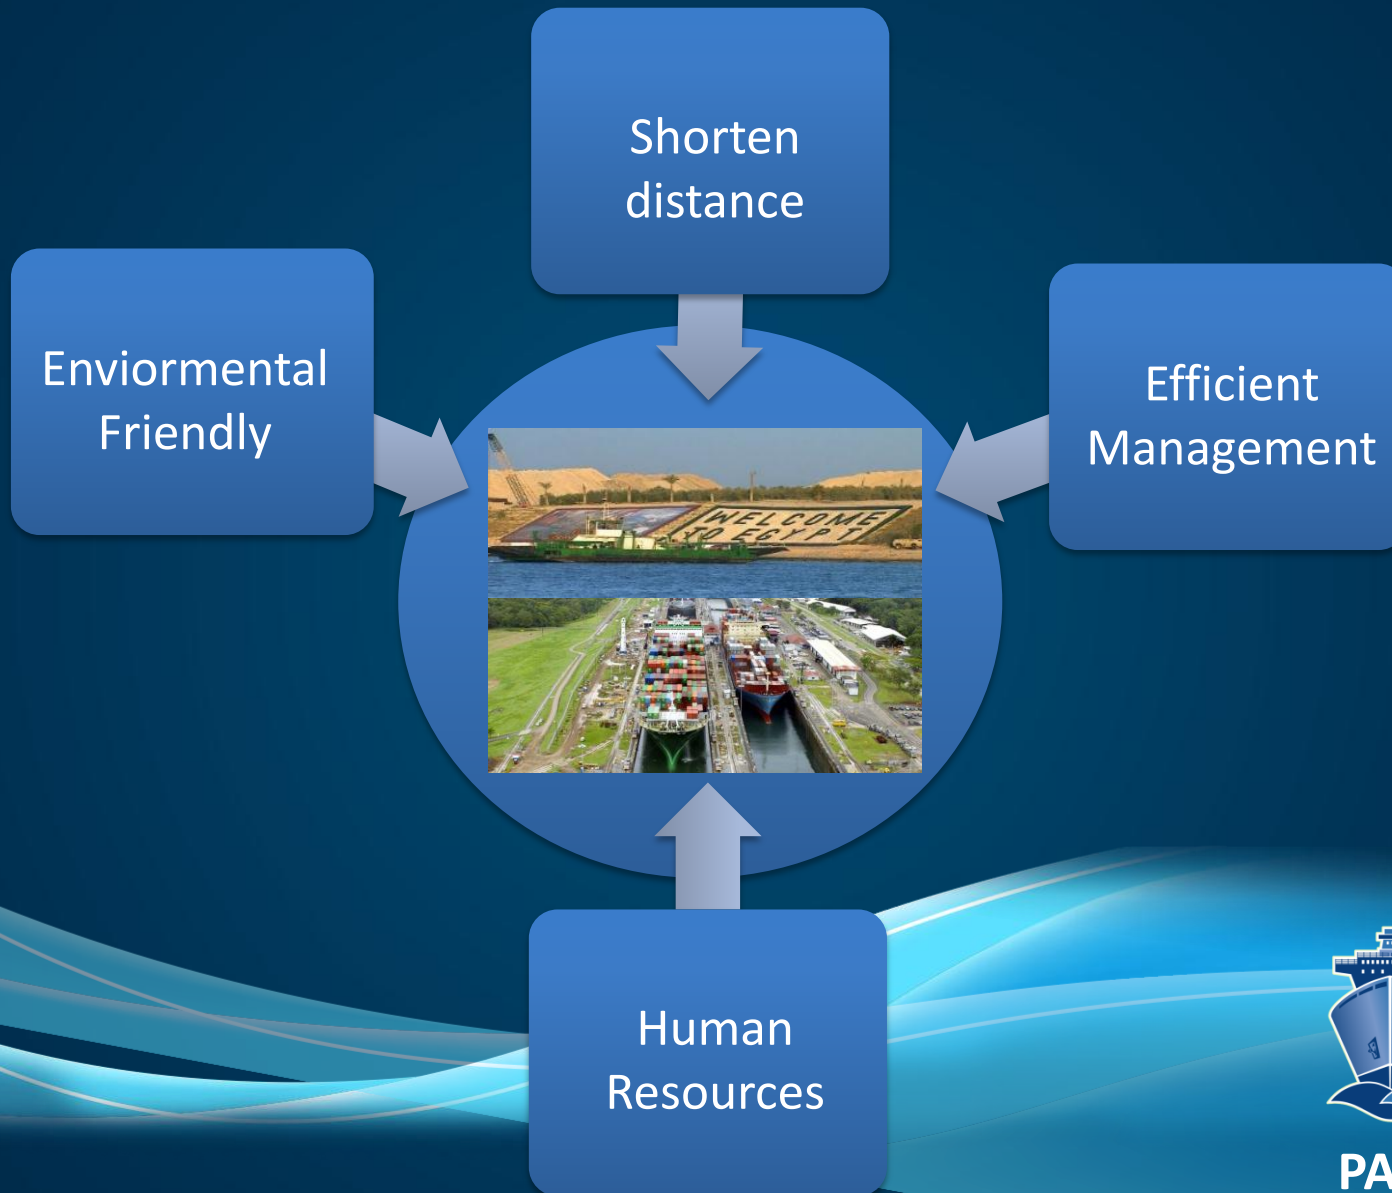 Shorten
distance
Enviormental
Friendly
Efficient
Management
WELCOME
TO EGYPT
Human
Resources
PA